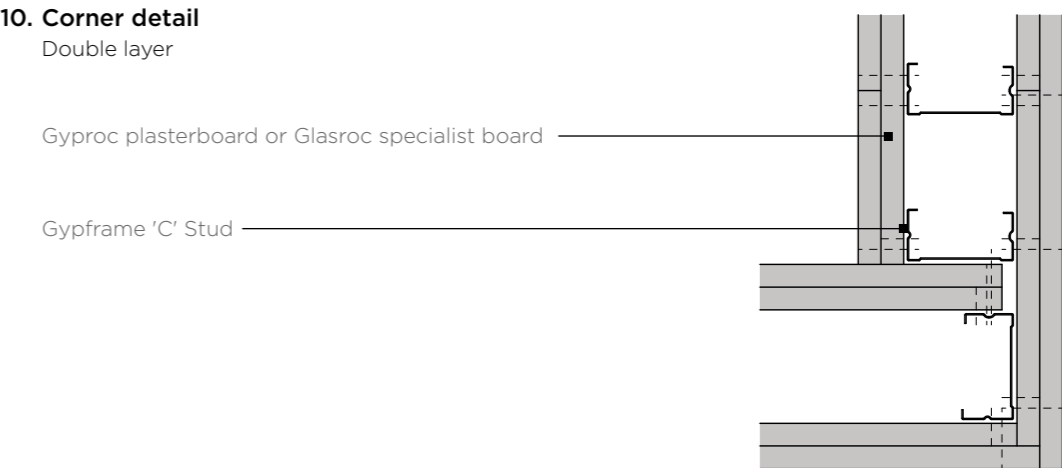 10. Corner detail
Double layer
Gyproc plasterboard or Glasroc specialist board
Gypframe 'C' Stud